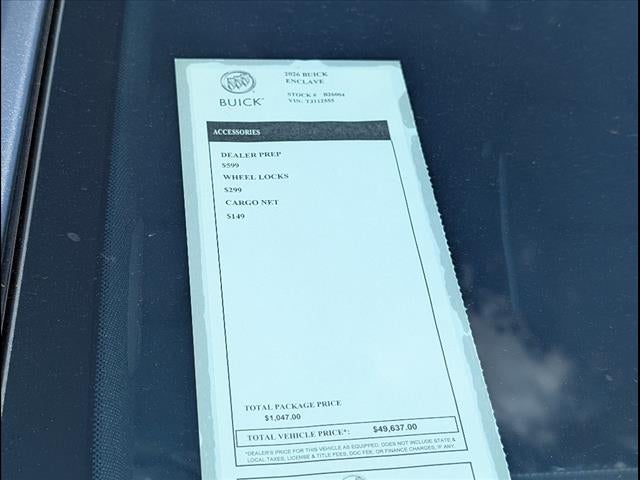 2026 BUICK
ENCLAVE
BUICK
STOCK # B26004
VIN: TJ112555
ACCESSORIES
DEALER PREP
$599
WHEEL LOCKS
$299
CARGO NET
$149
TOTAL PACKAGE PRICE
$1,047.00
TOTAL VEHICLE PRICE*: $49,637.00
*DEALER'S PRICE FOR THIS VEHICLE AS EQUIPPED. DOES NOT INCLUDE STATE &
LOCAL TAXES, LICENSE & TITLE FEES, DOC FEE, OR FINANCE CHARGES, IF ANY.